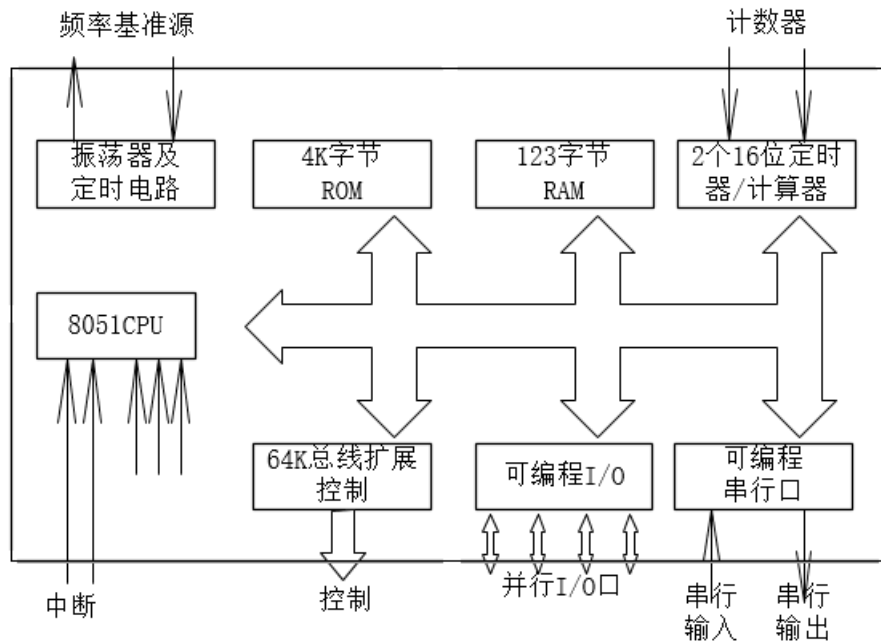 频率基准源
计数器
振荡器及
定时电路
4K字节
ROM
123字节
RAM
2个16位定时
器/计算器
8051CPU
64K总线扩展
控制
可编程I/O
可编程
串行口
中断
控制
并行I/O口
串行
输入
串行
输出